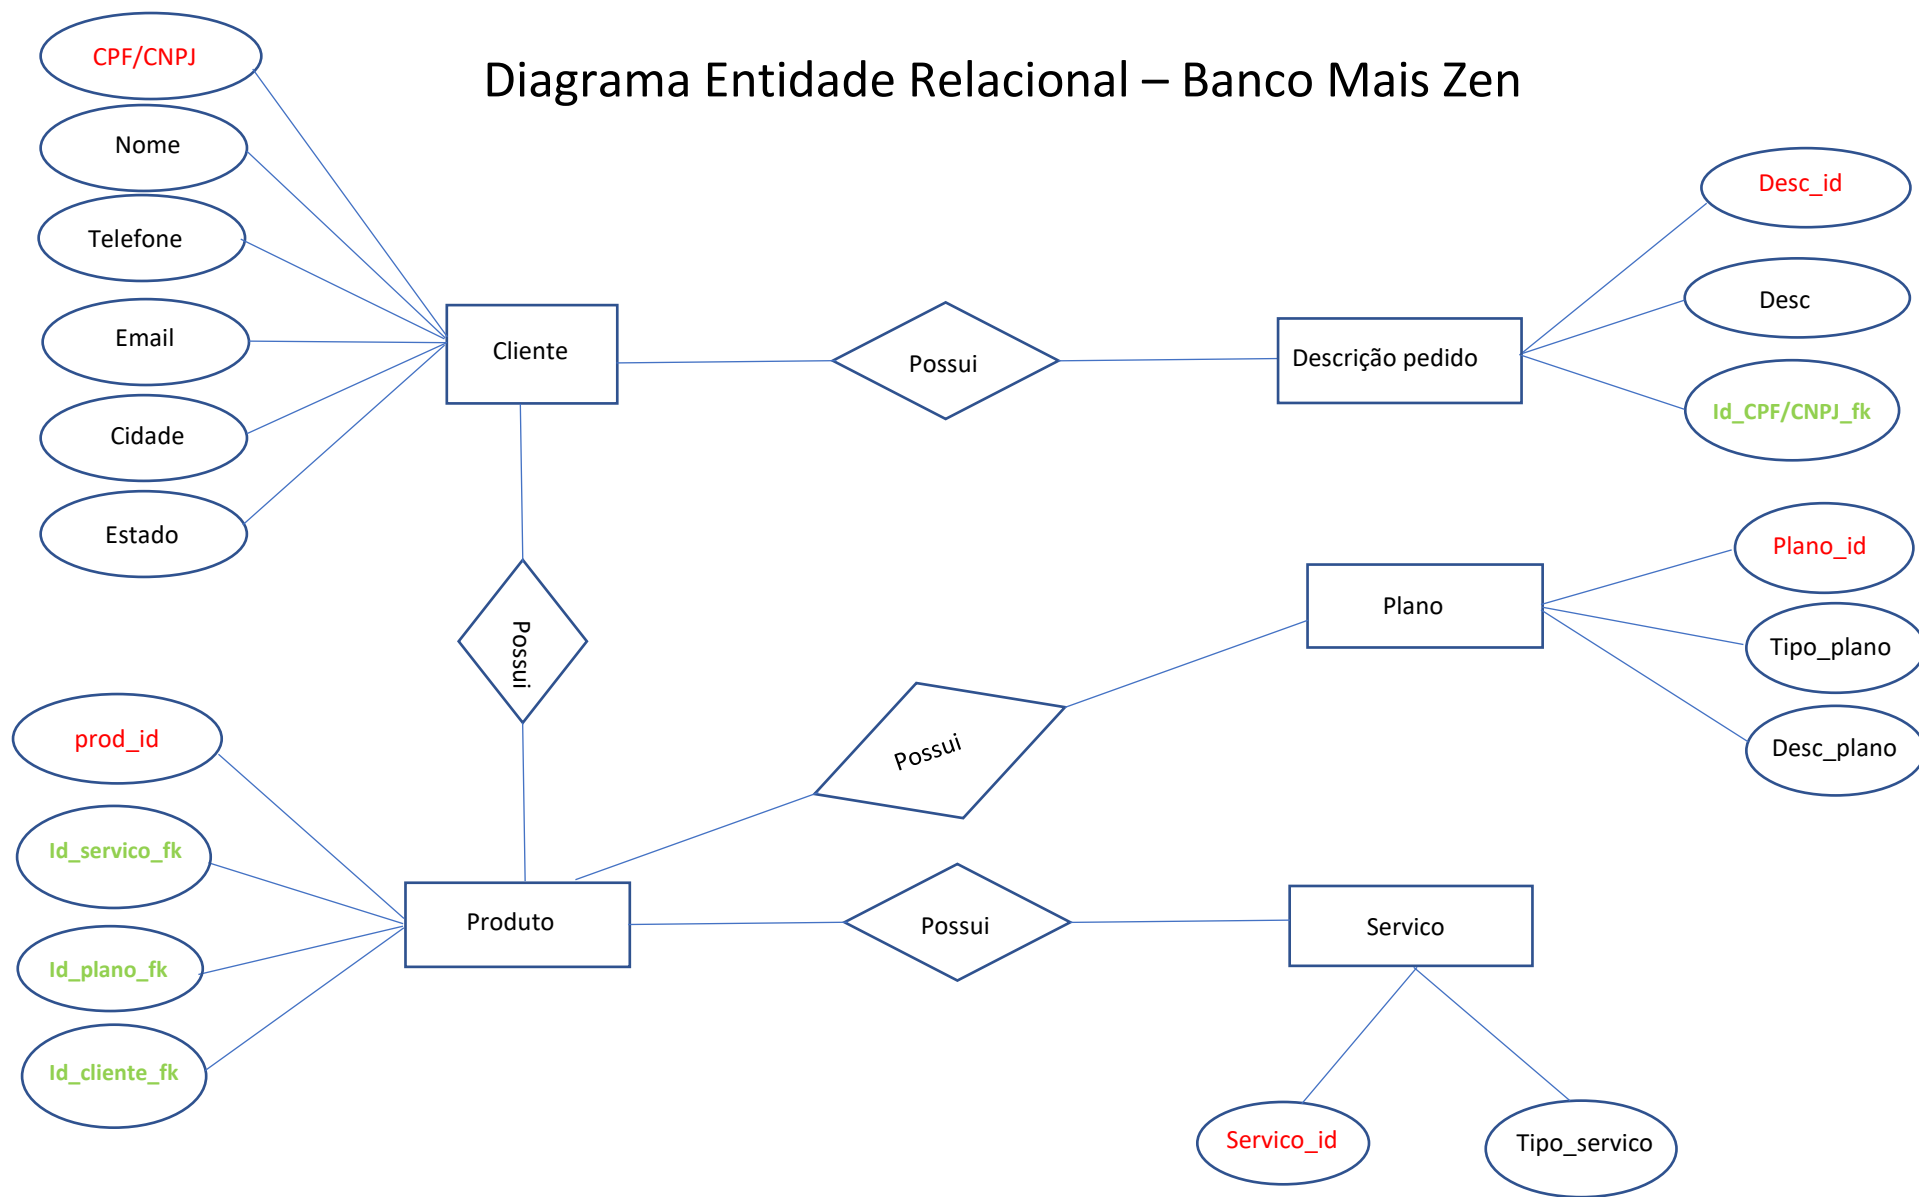 Diagrama Entidade Relacional – Banco Mais Zen
CPF/CNPJ
Nome
Telefone
Email
Cidade
Estado
Cliente
Possui
Descrição pedido
Desc_id
Desc
Id_CPF/CNPJ_fk
Possui
Plano
Plano_id
Tipo_plano
Desc_plano
Possui
prod_id
Id_servico_fk
Id_plano_fk
Id_cliente_fk
Produto
Possui
Servico
Servico_id
Tipo_servico